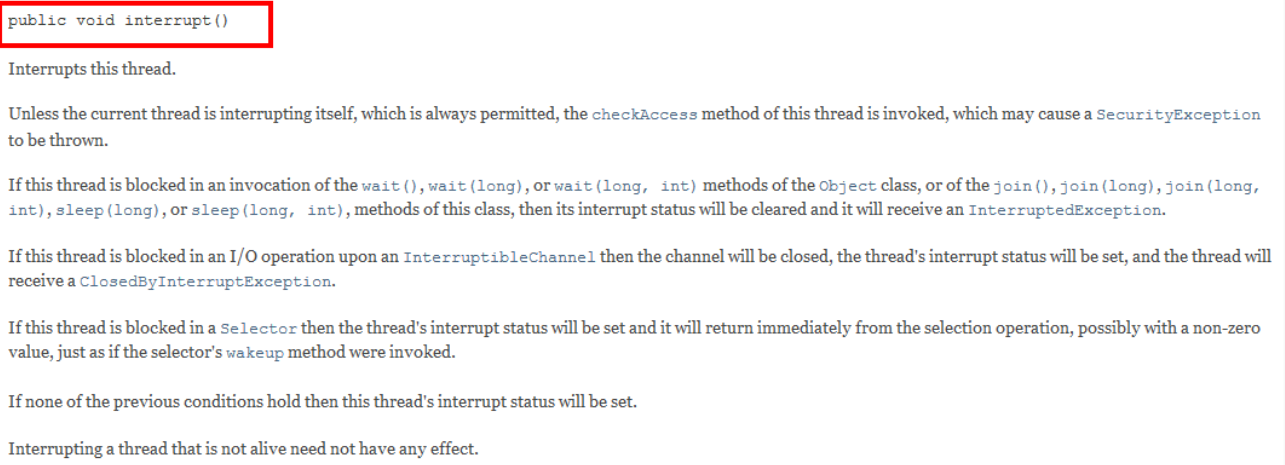 public void interrupt()
Interrupts this thread.
Unless the current thread is interrupting itself, which is always permitted, the checkAccess method of this thread is invoked, which may cause a SecurityException
to be thrown.
If this thread is blocked in an invocation of the wait(), wait(long), or wait(long, int) methods of the Object class, or of the join(), join(long), join(long,
int), sleep(long), or sleep(long, int), methods of this class, then its interrupt status will be cleared and it will receive an InterruptedException.
If this thread is blocked in an I/O operation upon an InterruptibleChannel then the channel will be closed, the thread's interrupt status will be set, and the thread will
receive a ClosedByInterruptException.
If this thread is blocked in a Selector then the thread's interrupt status will be set and it will return immediately from the selection operation, possibly with a non-zero
value, just as if the selector's wakeup method were invoked.
If none of the previous conditions hold then this thread's interrupt status will be set.
Interrupting a thread that is not alive need not have any effect.